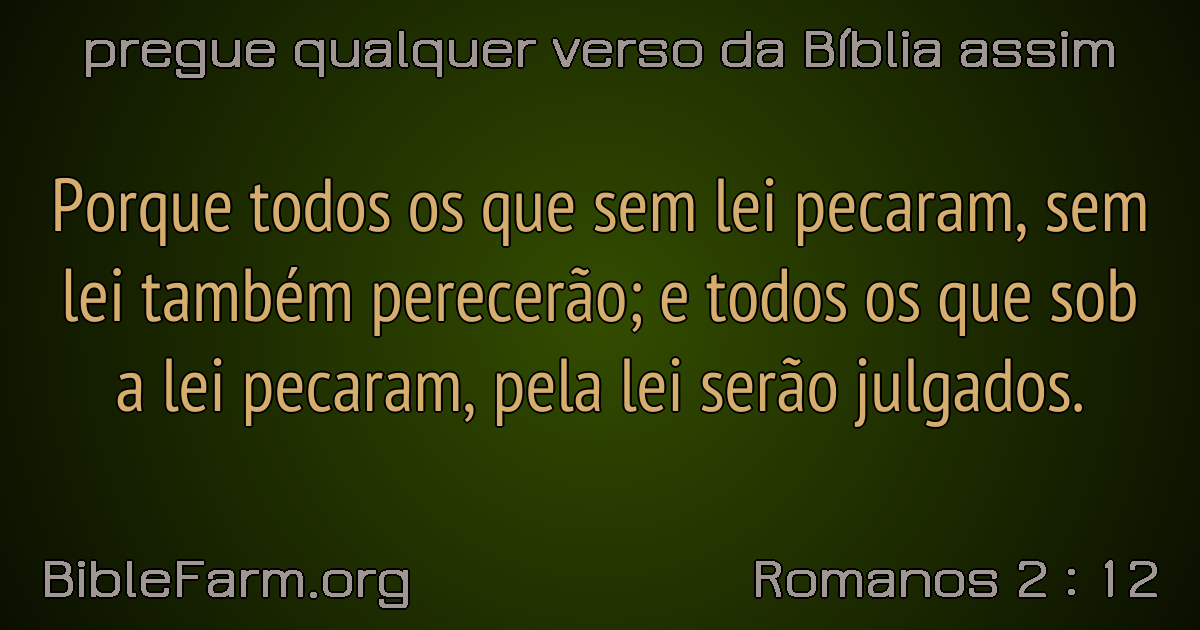 pregue qualquer verso da Bíblia assim
Porque todos os que sem lei pecaram, sem
lei também perecerão; e todos os que sob
a lei pecaram, pela lei serão julgados.
BibleFarm.org
Romanos 2 : 12